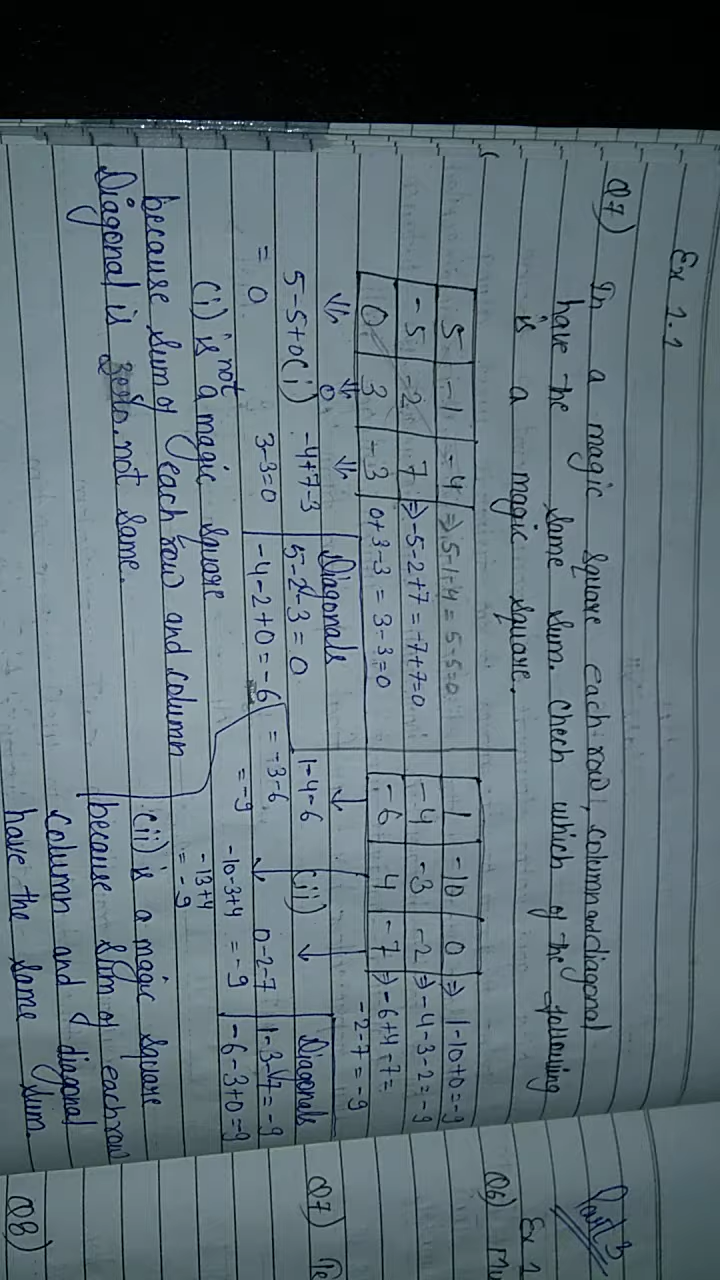 Ex 1.1
Q7) In a magic square each row, column and diagonal
have the same sum. Check which of the following
is a magic square.
5 -1 -4 ⇒ 5-1-4 = 5-5=0
-5 -2 7 ⇒ -5-2+7 = -7+7=0
0 3 -3 0+3-3 = 3-3=0
5-5+0 (i) 0 -4+7-3
= 0 3-3=0
Diagonals
5-2-3 = 0
-4-2+0 = -6
(i) is not a magic square
because sum of each row and column
Diagonal is not same.
1 -10 0 ⇒ 1-10+0=-9
-4 -3 -2 ⇒ -4-3-2=-9
-6 4 -7 ⇒ -6+4-7=
-2-7=-9
1-4-6 (ii)
= -3-6 0-2-7
= -9 -10-3+4 = -9
-13+4
= -9
Diagonals
1-3-7 = -9
-6-3+0=-9
(ii) is a magic square
because sum of each row
column and diagonal
have the same sum.
Part 3
Ex 1
Q6) Mu
Q7)
Q8)